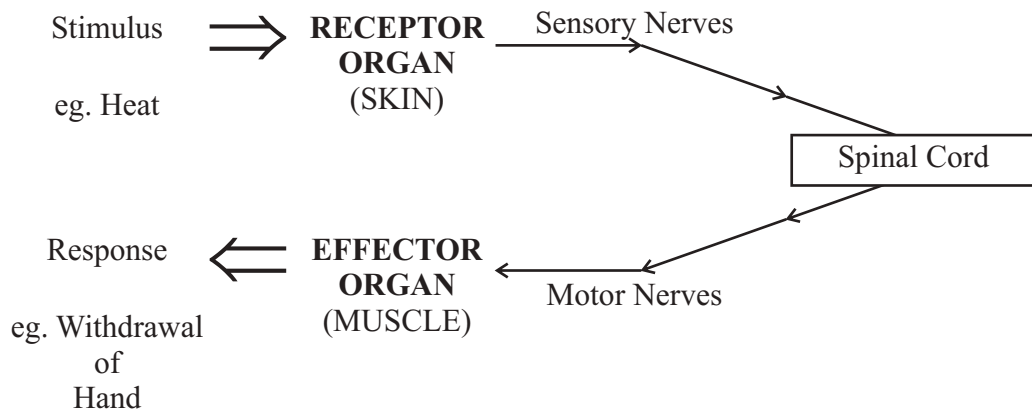 Stimulus
eg. Heat
RECEPTOR
ORGAN
(SKIN)
Sensory Nerves
Spinal Cord
Response
eg. Withdrawal
of
Hand
EFFECTOR
ORGAN
(MUSCLE)
Motor Nerves